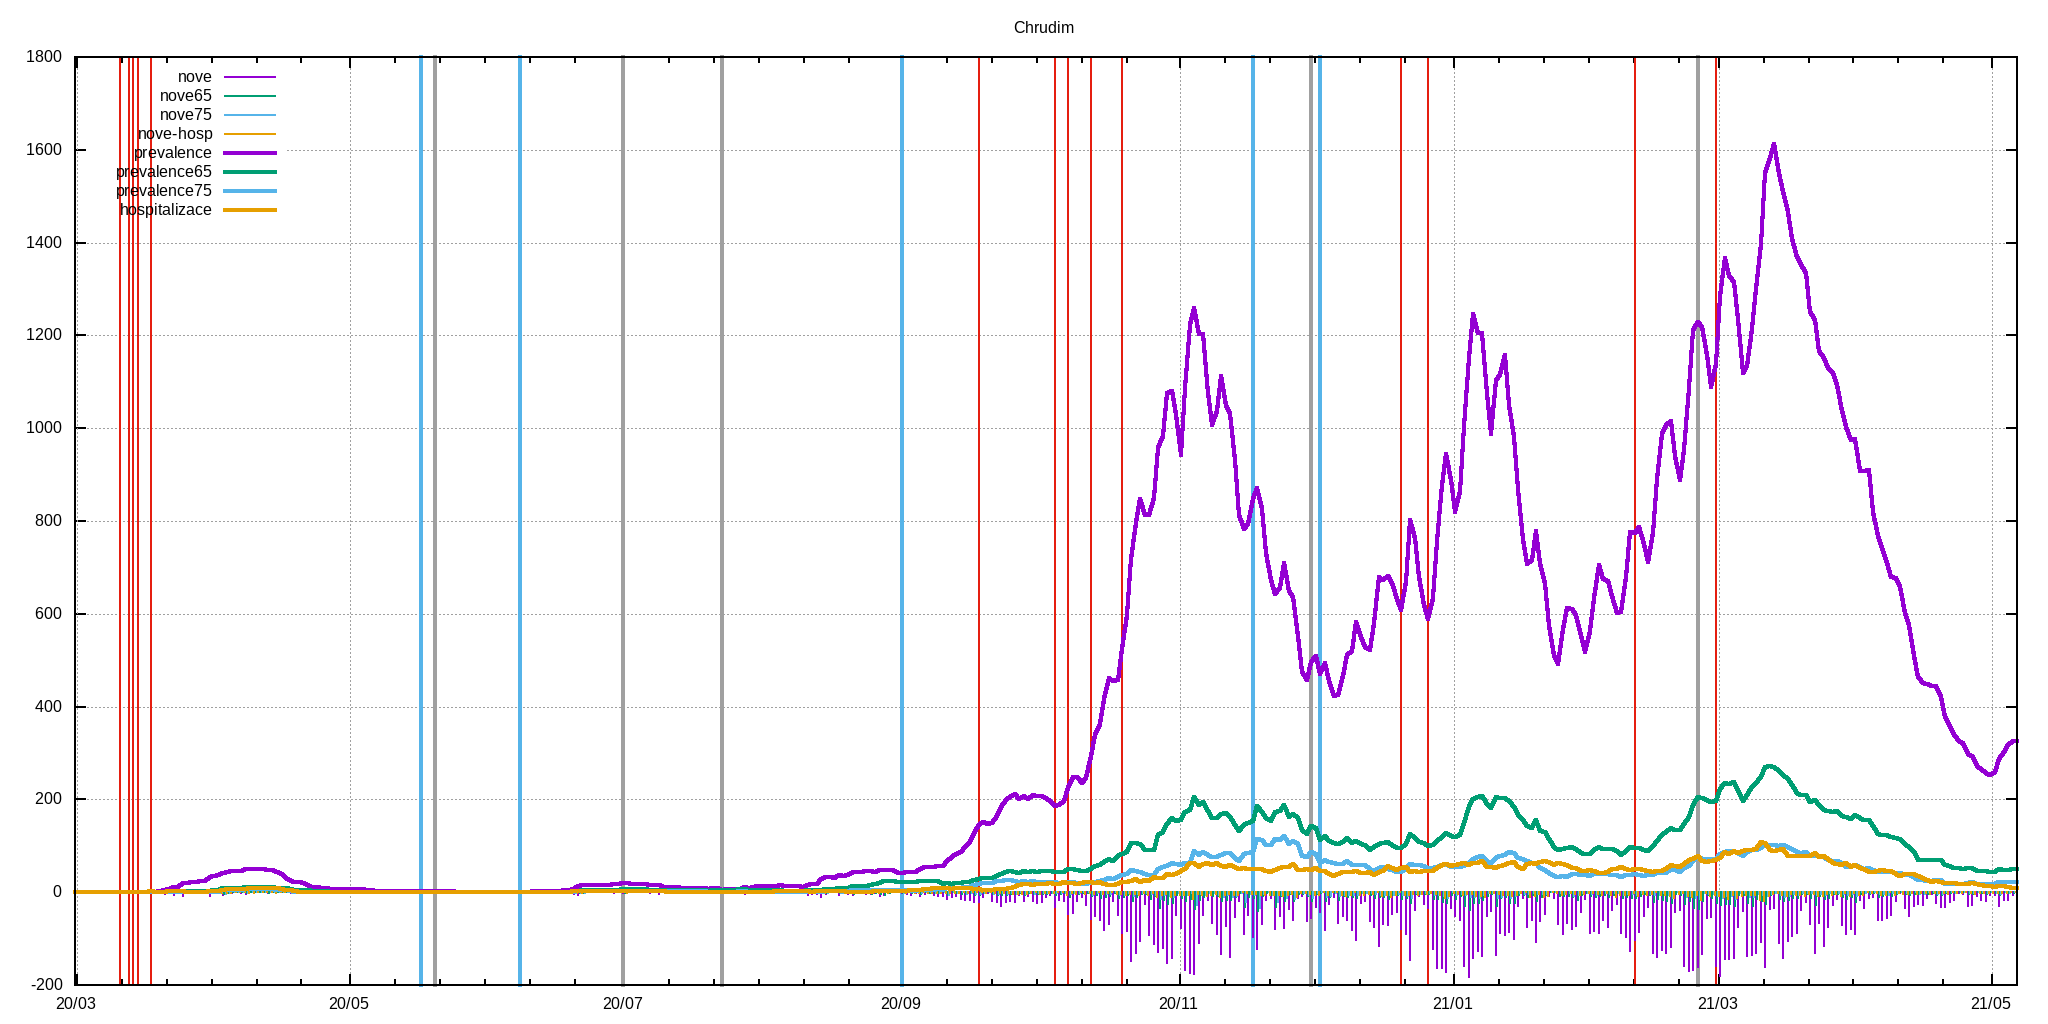 Chrudim
1800
1600
1400
1200
1000
800
600
400
200
0
-200
nove
nove65
nove75
nove-hosp
prevalence
prevalence65
prevalence75
hospitalizace
20/03 20/05 20/07 20/09 20/11 21/01 21/03 21/05